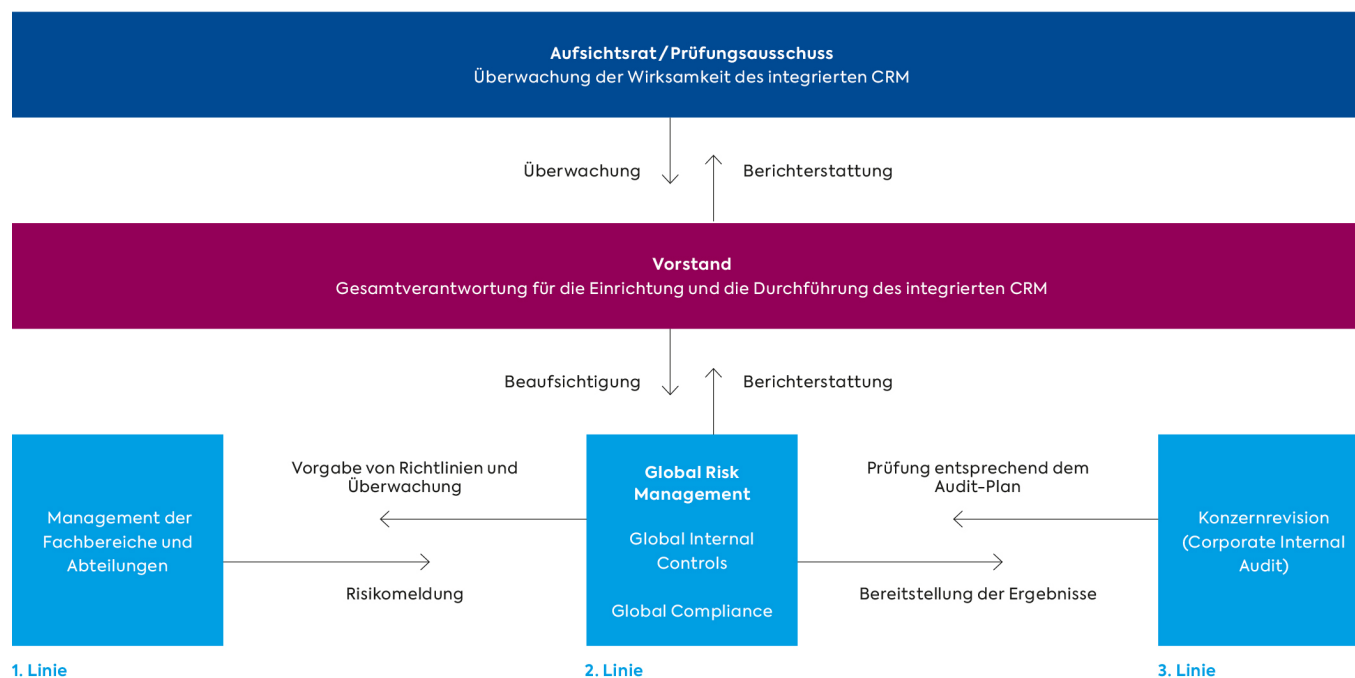 Aufsichtsrat/Prüfungsausschuss
Überwachung der Wirksamkeit des integrierten CRM
Überwachung
Berichterstattung
Vorstand
Gesamtverantwortung für die Einrichtung und die Durchführung des integrierten CRM
Beaufsichtigung
Berichterstattung
Management der
Fachbereiche und
Abteilungen
Vorgabe von Richtlinien und
Überwachung
Risikomeldung
Global Risk
Management
Global Internal
Controls
Global Compliance
Prüfung entsprechend dem
Audit-Plan
Bereitstellung der Ergebnisse
Konzernrevision
(Corporate Internal
Audit)
1. Linie
2. Linie
3. Linie